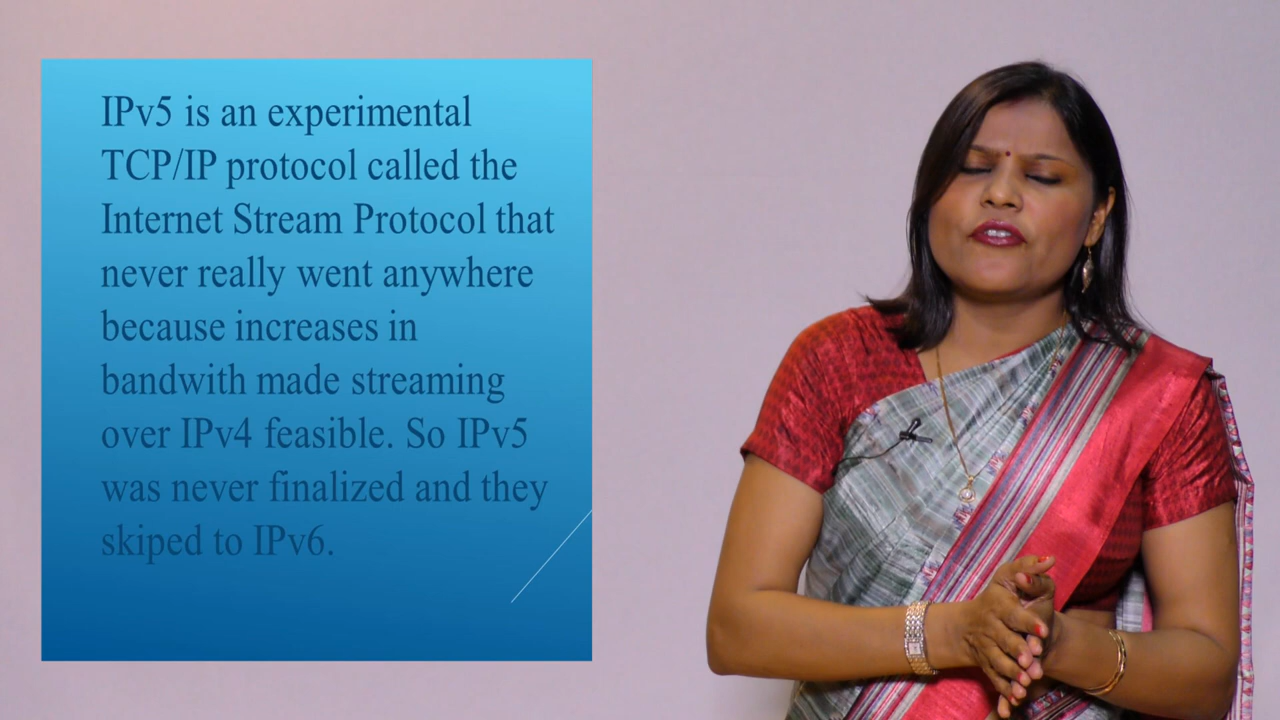 IPv5 is an experimental
TCP/IP protocol called the
Internet Stream Protocol that
never really went anywhere
because increases in
bandwith made streaming
over IPv4 feasible. So IPv5
was never finalized and they
skiped to IPv6.